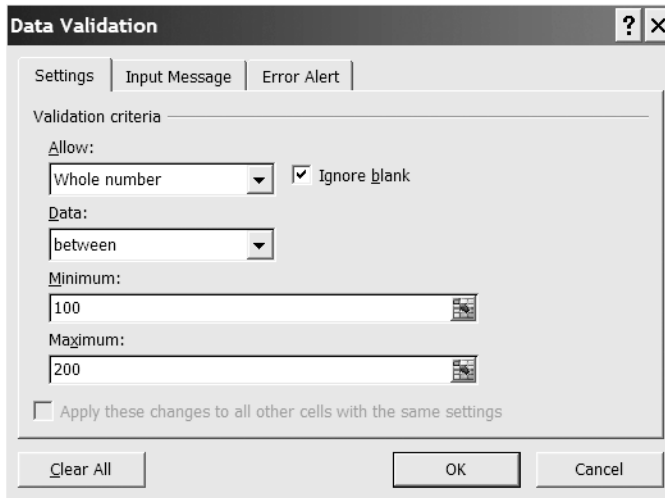 Data Validation ?
Settings Input Message Error Alert
Validation criteria
Allow:
Whole number Ignore blank
Data:
between
Minimum:
100
Maximum:
200
Apply these changes to all other cells with the same settings
Clear All OK Cancel